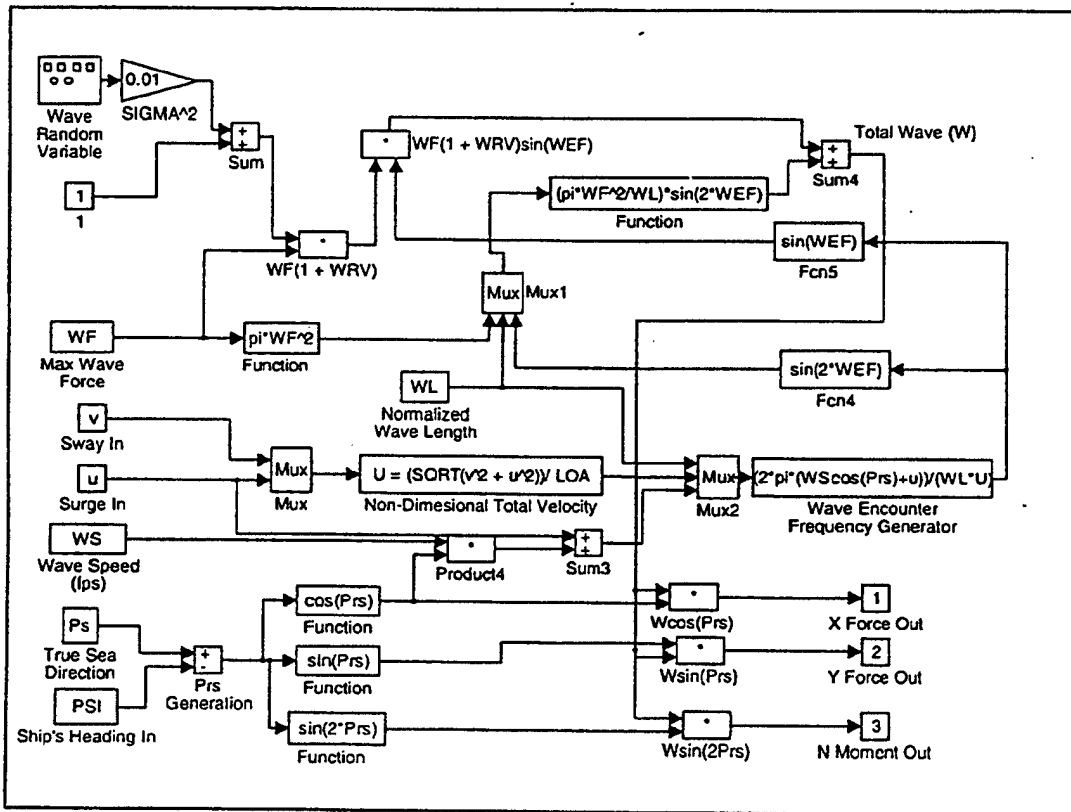 0.01
SIGMA^2
Wave
Random
Variable
+
+
Sum
1
1
*
WF(1 + WRV)sin(WEF)
Total Wave (W)
+
+
Sum4
(pi*WF^2/WL)*sin(2*WEF)
Function
sin(WEF)
Fcn5
*
WF(1 + WRV)
Mux
Mux1
WF
Max Wave
Force
pi*WF^2
Function
sin(2*WEF)
Fcn4
WL
Normalized
Wave Length
v
Sway In
u
Surge In
Mux
Mux
U = (SQRT(v^2 + u^2))/ LOA
Non-Dimesional Total Velocity
Mux
Mux2
(2*pi*(WScos(Prs)+u))/(WL*U)
Wave Encounter
Frequency Generator
WS
Wave Speed
(fps)
*
Product4
+
+
Sum3
cos(Prs)
Function
*
Wcos(Prs)
1
X Force Out
Ps
True Sea
Direction
+
-
Prs
Generation
sin(Prs)
Function
*
Wsin(Prs)
2
Y Force Out
PSI
Ship's Heading In
sin(2*Prs)
Function
*
Wsin(2Prs)
3
N Moment Out